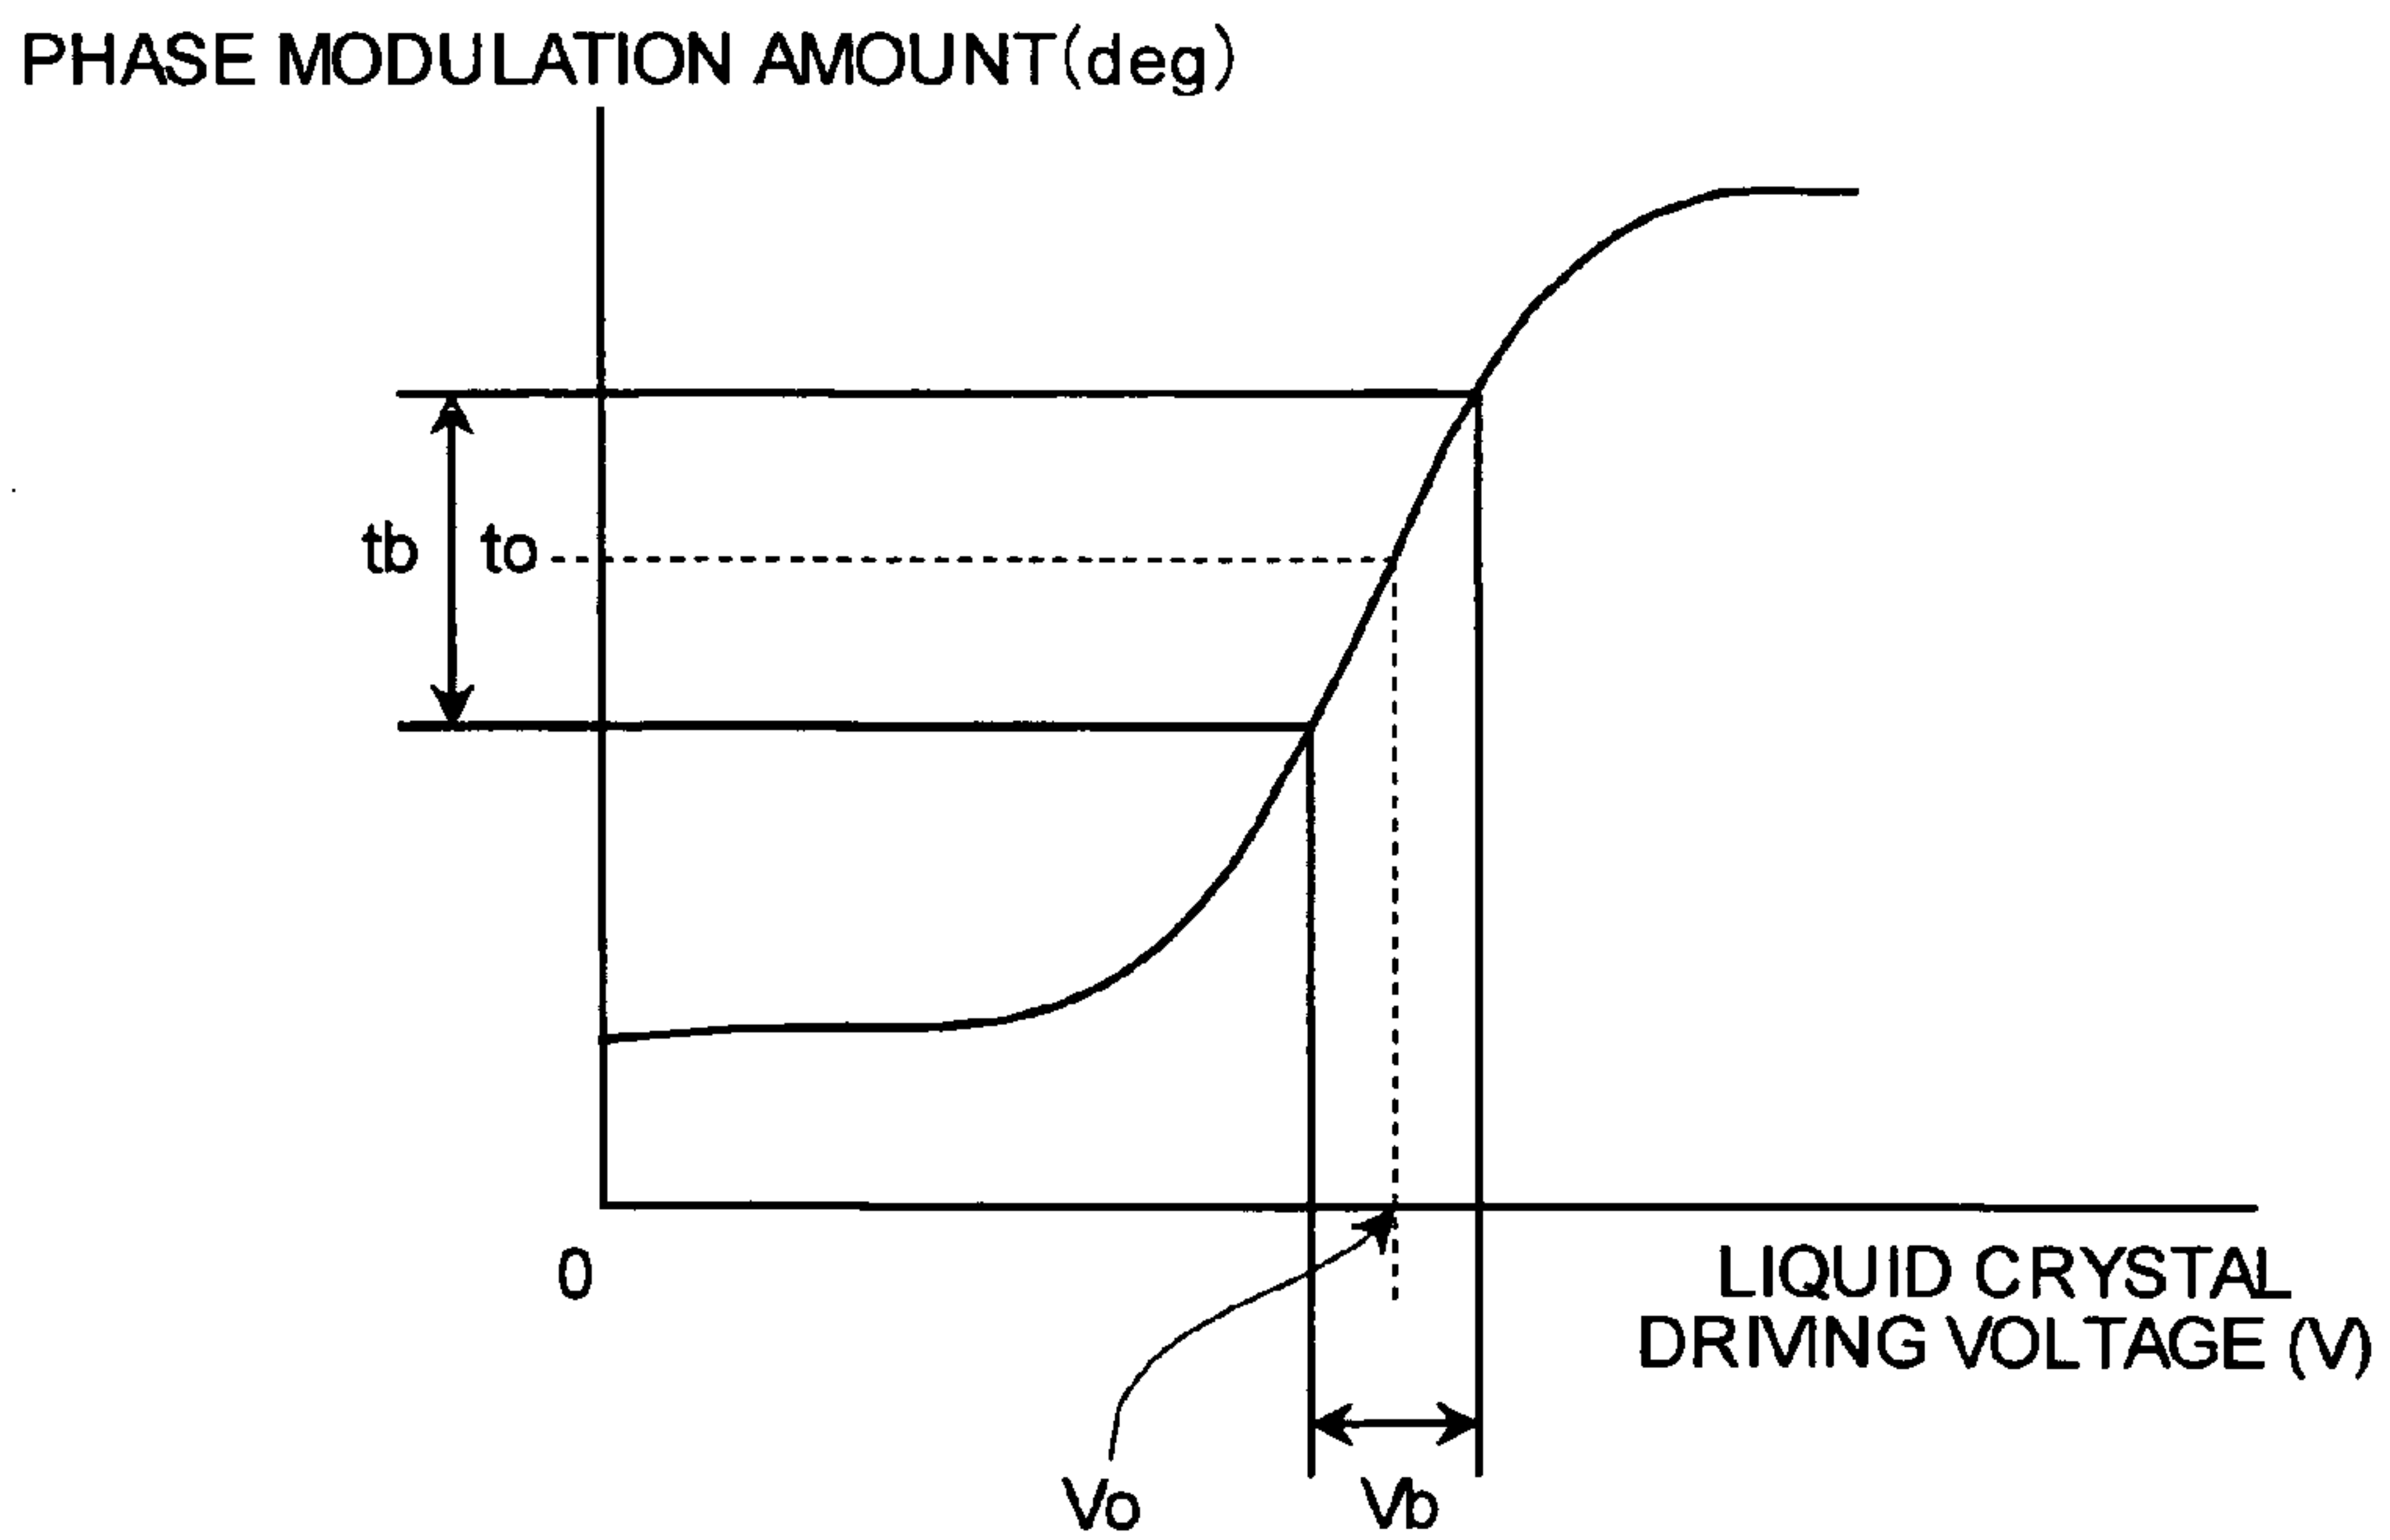 PHASE MODULATION AMOUNT(deg)
tb
to
0
LIQUID CRYSTAL
DRIVING VOLTAGE (V)
Vo
Vb